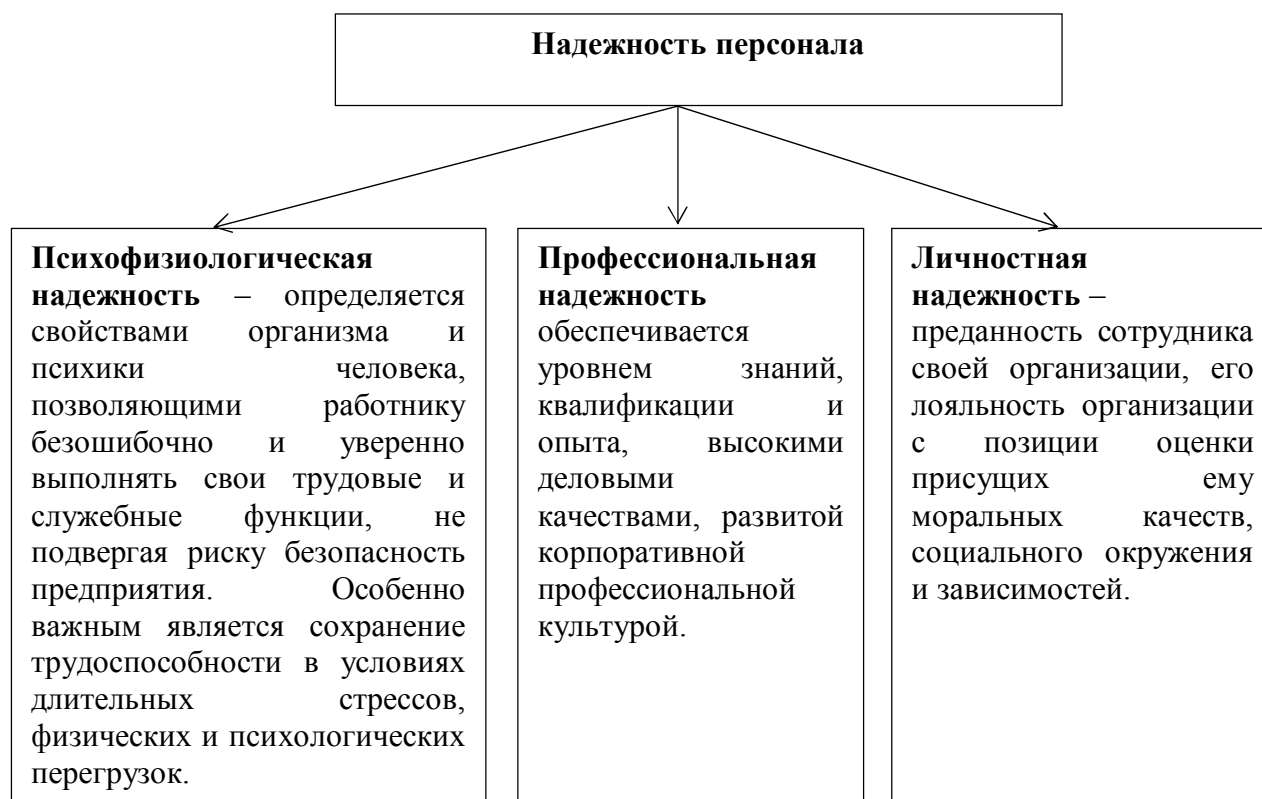 Надежность персонала
Психофизиологическая
надежность – определяется
свойствами организма и
психики человека,
позволяющими работнику
безошибочно и уверенно
выполнять свои трудовые и
служебные функции, не
подвергая риску безопасность
предприятия. Особенно
важным является сохранение
трудоспособности в условиях
длительных стрессов,
физических и психологических
перегрузок.
Профессиональная
надежность
обеспечивается
уровнем знаний,
квалификации и
опыта, высокими
деловыми
качествами, развитой
корпоративной
профессиональной
культурой.
Личностная
надежность –
преданность сотрудника
своей организации, его
лояльность организации
с позиции оценки
присущих ему
моральных качеств,
социального окружения
и зависимостей.